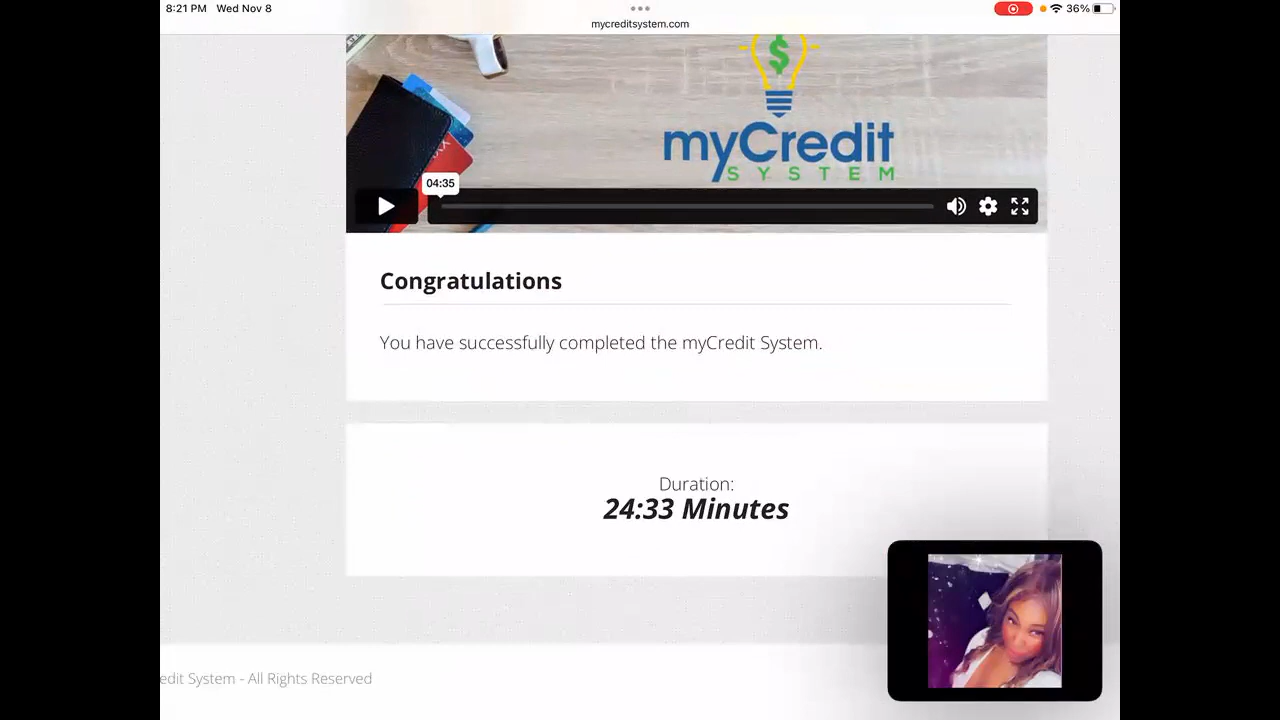 8:21 PM Wed Nov 8
36%
mycreditsystem.com
$
myCredit
SYSTEM
04:35
Congratulations
You have successfully completed the myCredit System.
Duration:
24:33 Minutes
edit System - All Rights Reserved